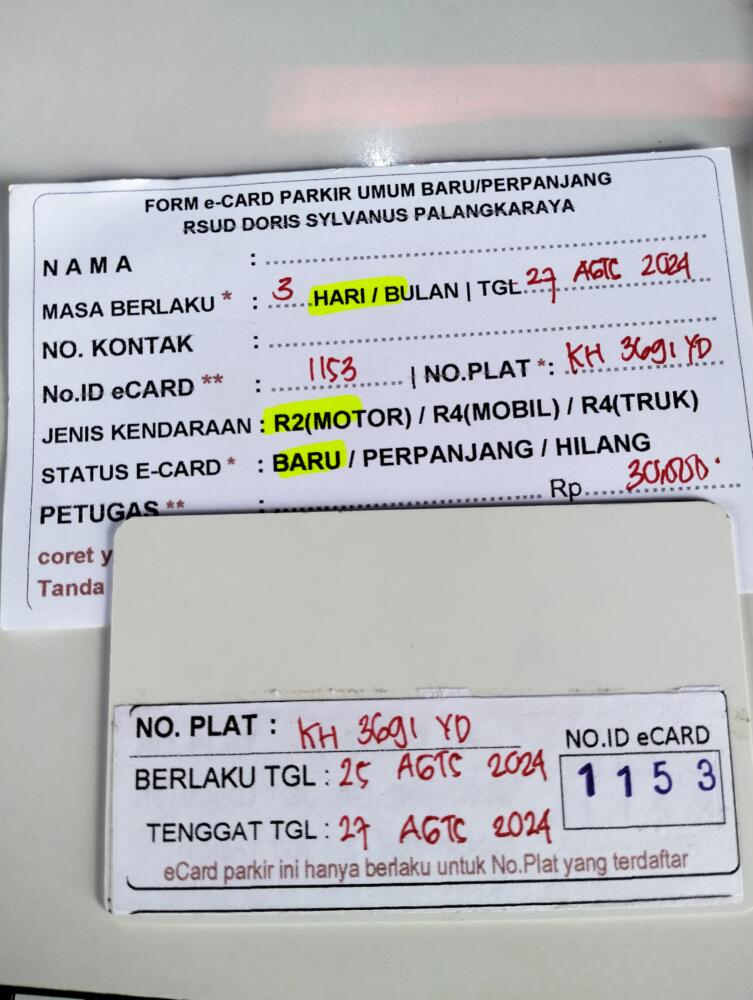 FORM e-CARD PARKIR UMUM BARU/PERPANJANG
RSUD DORIS SYLVANUS PALANGKARAYA
N A M A :
MASA BERLAKU * : 3 HARI / BULAN | TGL. 27 AGTS 2024
NO. KONTAK :
No.ID eCARD ** : 1153 | NO.PLAT *: KH 3691 YD
JENIS KENDARAAN : R2(MOTOR) / R4(MOBIL) / R4(TRUK)
STATUS E-CARD * : BARU / PERPANJANG / HILANG
PETUGAS ** : Rp. 30.000.
coret y
Tanda
NO. PLAT : KH 3691 YD
NO.ID eCARD
BERLAKU TGL : 25 AGTS 2024
1 1 5 3
TENGGAT TGL : 27 AGTS 2024
eCard parkir ini hanya berlaku untuk No.Plat yang terdaftar